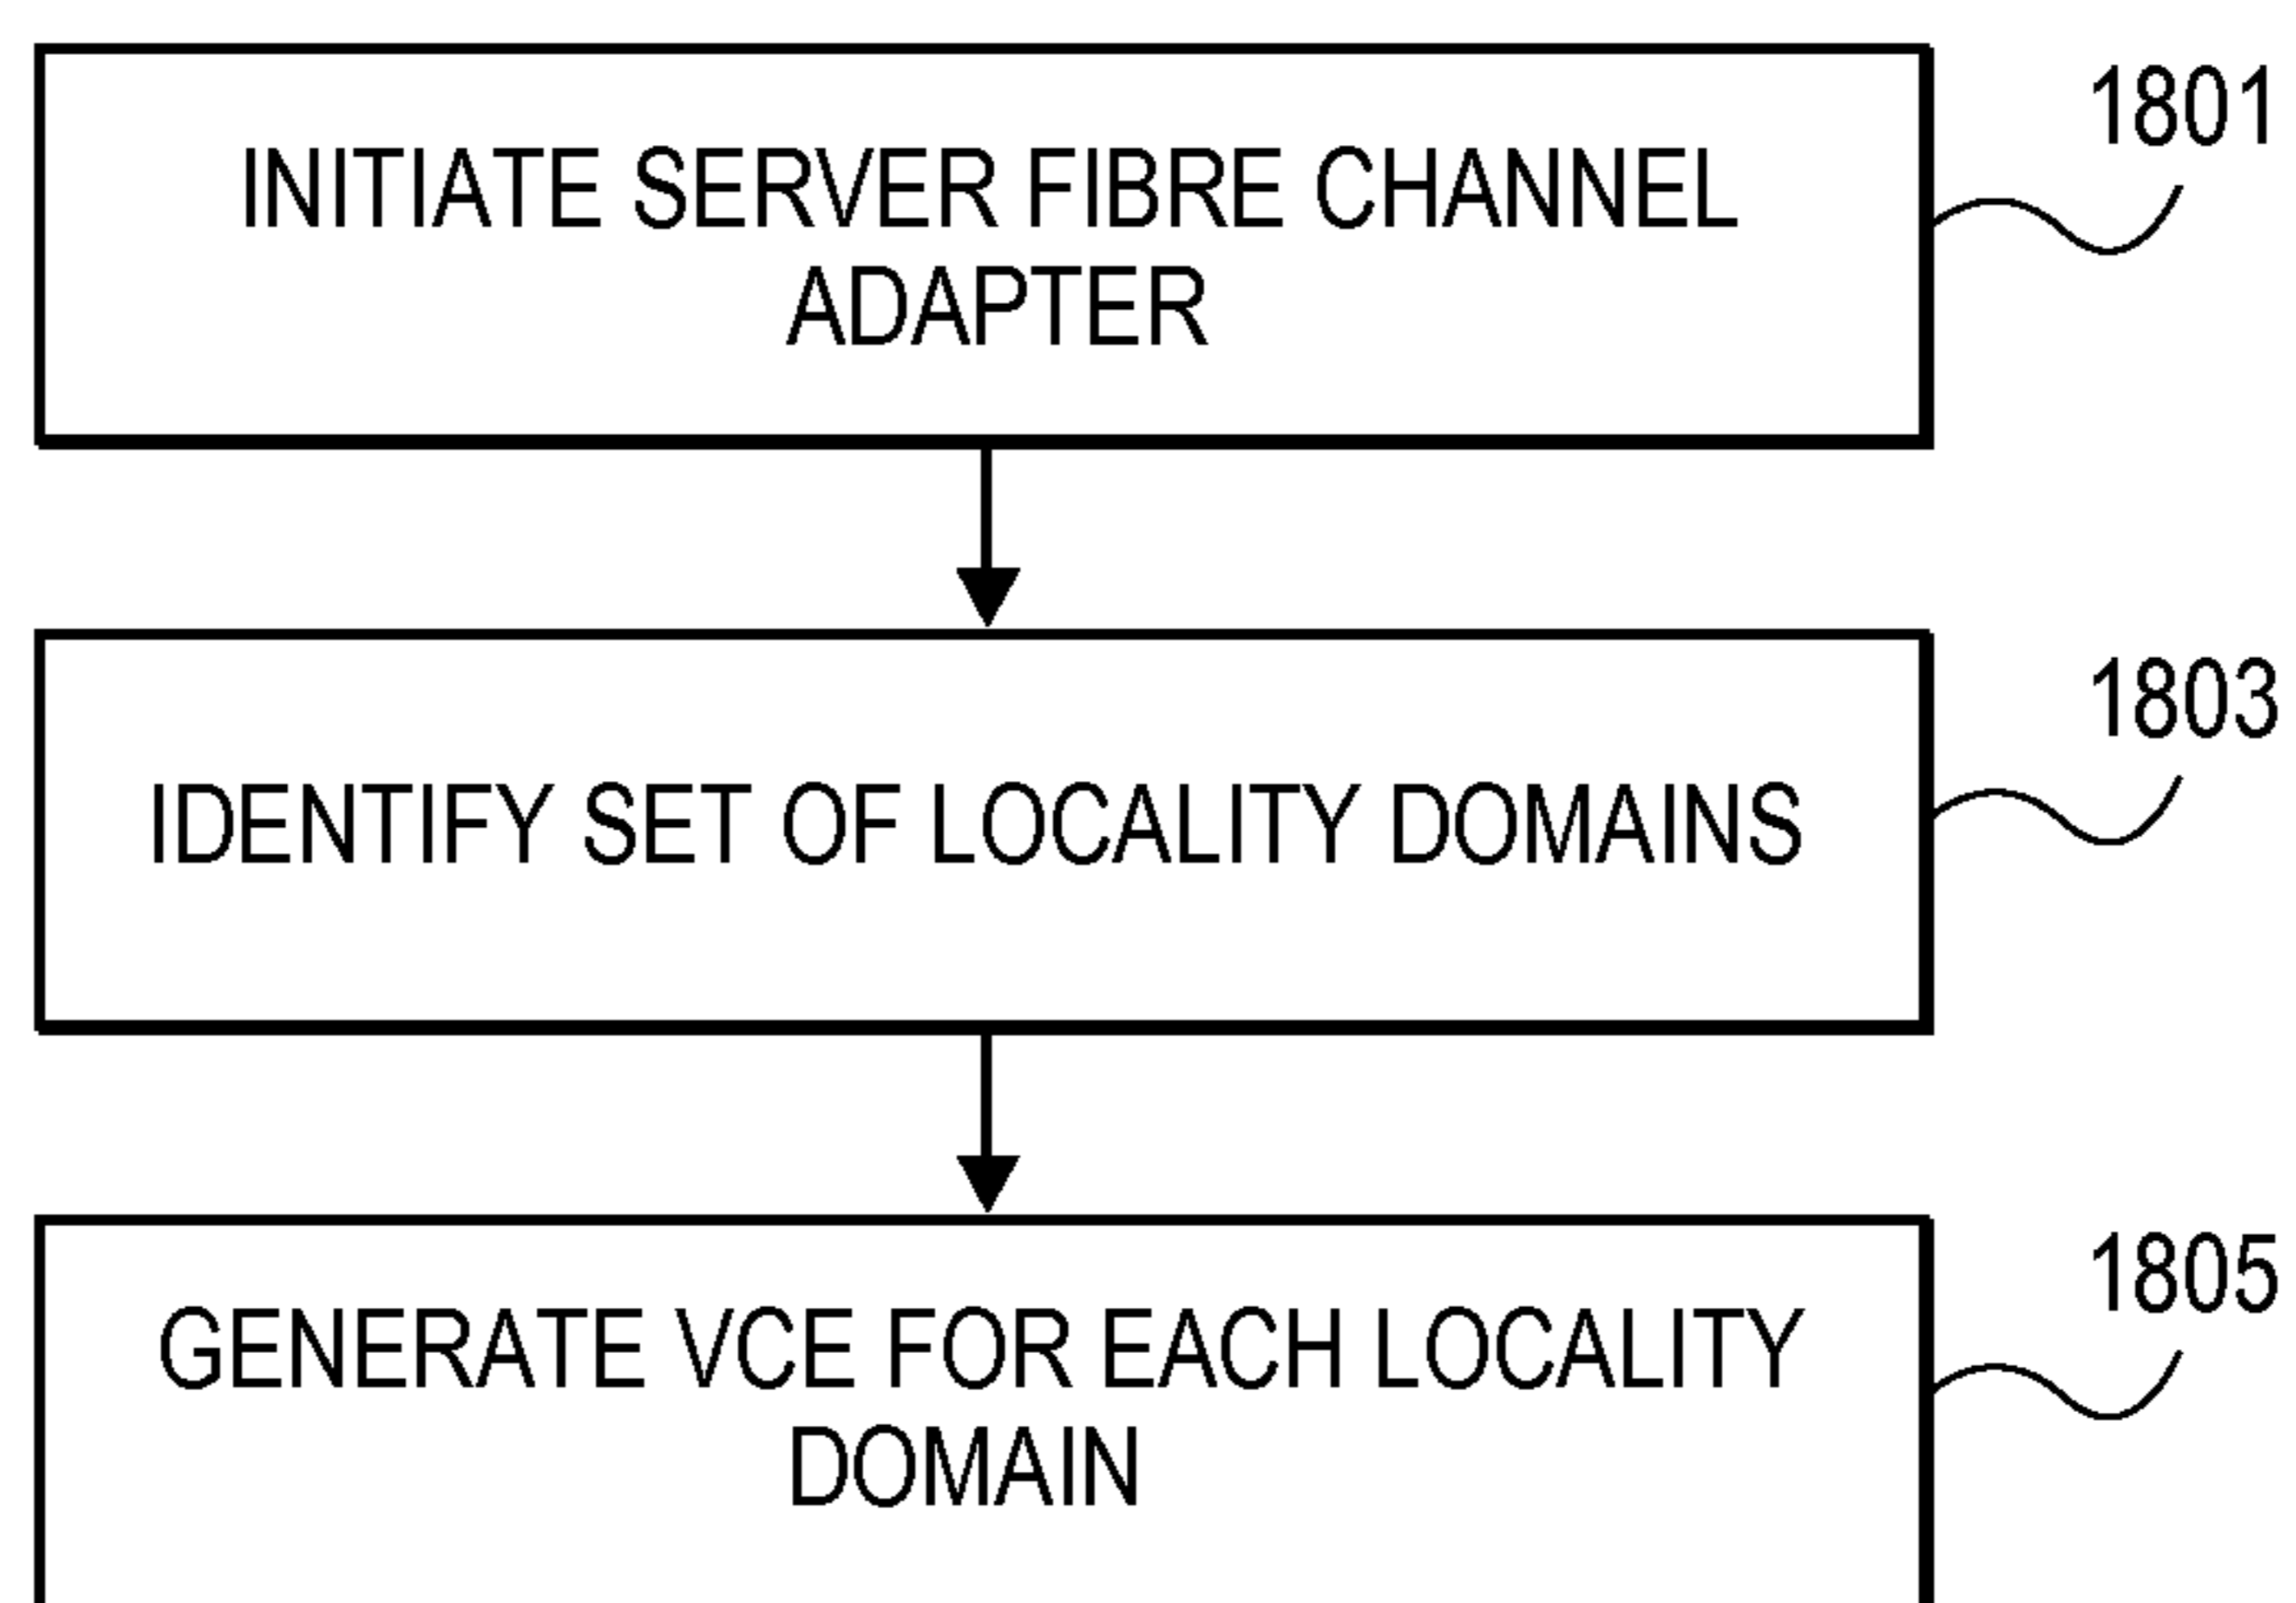 1801
INITIATE SERVER FIBRE CHANNEL
ADAPTER
1803
IDENTIFY SET OF LOCALITY DOMAINS
1805
GENERATE VCE FOR EACH LOCALITY
DOMAIN